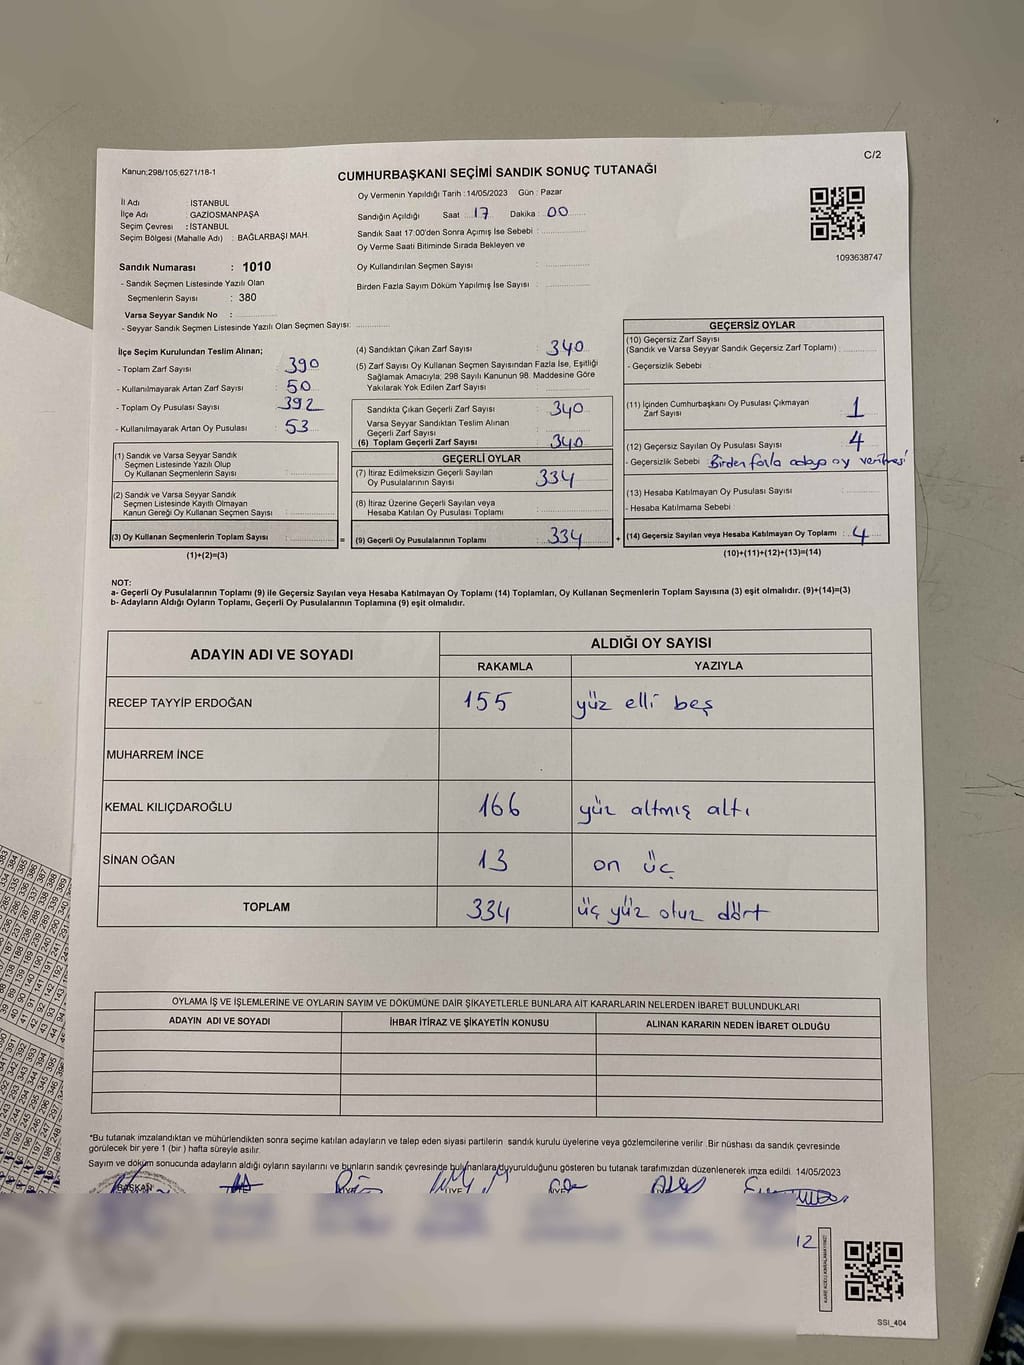 C/2
Kanun:298/105;6271/18-1
CUMHURBAŞKANI SEÇİMİ SANDIK SONUÇ TUTANAĞI
İl Adı : İSTANBUL
İlçe Adı : GAZİOSMANPAŞA
Seçim Çevresi : İSTANBUL
Seçim Bölgesi (Mahalle Adı) : BAĞLARBAŞI MAH.
Sandık Numarası : 1010
- Sandık Seçmen Listesinde Yazılı Olan
Seçmenlerin Sayısı : 380
Varsa Seyyar Sandık No :
- Seyyar Sandık Seçmen Listesinde Yazılı Olan Seçmen Sayısı:
Oy Vermenin Yapıldığı Tarih : 14/05/2023 Gün : Pazar
Sandığın Açıldığı Saat : 17 Dakika : 00
Sandık Saat 17:00'den Sonra Açımış İse Sebebi :
Oy Verme Saati Bitiminde Sırada Bekleyen ve
Oy Kullandırılan Seçmen Sayısı :
Birden Fazla Sayım Döküm Yapılmış İse Sayısı :
1093638747
İlçe Seçim Kurulundan Teslim Alınan;
- Toplam Zarf Sayısı : 390
- Kullanılmayarak Artan Zarf Sayısı : 50
- Toplam Oy Pusulası Sayısı : 392
- Kullanılmayarak Artan Oy Pusulası : 53
(1) Sandık ve Varsa Seyyar Sandık
Seçmen Listesinde Yazılı Olup
Oy Kullanan Seçmenlerin Sayısı :
(2) Sandık ve Varsa Seyyar Sandık
Seçmen Listesinde Kayıtlı Olmayan
Kanun Gereği Oy Kullanan Seçmen Sayısı :
(3) Oy Kullanan Seçmenlerin Toplam Sayısı :
(1)+(2)=(3)
(4) Sandıktan Çıkan Zarf Sayısı : 340
(5) Zarf Sayısı Oy Kullanan Seçmen Sayısından Fazla İse, Eşitliği
Sağlamak Amacıyla; 298 Sayılı Kanunun 98. Maddesine Göre
Yakılarak Yok Edilen Zarf Sayısı :
Sandıkta Çıkan Geçerli Zarf Sayısı : 340
Varsa Seyyar Sandıktan Teslim Alınan
Geçerli Zarf Sayısı :
(6) Toplam Geçerli Zarf Sayısı : 340
GEÇERLİ OYLAR
(7) İtiraz Edilmeksizin Geçerli Sayılan
Oy Pusulalarının Sayısı : 334
(8) İtiraz Üzerine Geçerli Sayılan veya
Hesaba Katılan Oy Pusulası Toplamı :
= (9) Geçerli Oy Pusulalarının Toplamı : 334 +
GEÇERSİZ OYLAR
(10) Geçersiz Zarf Sayısı
(Sandık ve Varsa Seyyar Sandık Geçersiz Zarf Toplamı) :
- Geçersizlik Sebebi :
(11) İçinden Cumhurbaşkanı Oy Pusulası Çıkmayan
Zarf Sayısı : 1
(12) Geçersiz Sayılan Oy Pusulası Sayısı : 4
- Geçersizlik Sebebi : Birden fazla adaya oy verilmesi
(13) Hesaba Katılmayan Oy Pusulası Sayısı :
- Hesaba Katılmama Sebebi :
(14) Geçersiz Sayılan veya Hesaba Katılmayan Oy Toplamı : 4
(10)+(11)+(12)+(13)=(14)
NOT:
a- Geçerli Oy Pusulalarının Toplamı (9) ile Geçersiz Sayılan veya Hesaba Katılmayan Oy Toplamı (14) Toplamları, Oy Kullanan Seçmenlerin Toplam Sayısına (3) eşit olmalıdır. (9)+(14)=(3)
b- Adayların Aldığı Oyların Toplamı, Geçerli Oy Pusulalarının Toplamına (9) eşit olmalıdır.
ADAYIN ADI VE SOYADI ALDIĞI OY SAYISI
RAKAMLA YAZIYLA
RECEP TAYYİP ERDOĞAN 155 yüz elli beş
MUHARREM İNCE
KEMAL KILIÇDAROĞLU 166 yüz altmış altı
SİNAN OĞAN 13 on üç
TOPLAM 334 üç yüz otuz dört
OYLAMA İŞ VE İŞLEMLERİNE VE OYLARIN SAYIM VE DÖKÜMÜNE DAİR ŞİKAYETLERLE BUNLARA AİT KARARLARIN NELERDEN İBARET BULUNDUKLARI
ADAYIN ADI VE SOYADI İHBAR İTİRAZ VE ŞİKAYETİN KONUSU ALINAN KARARIN NEDEN İBARET OLDUĞU
*Bu tutanak imzalandıktan ve mühürlendikten sonra seçime katılan adayların ve talep eden siyasi partilerin sandık kurulu üyelerine veya gözlemcilerine verilir. Bir nüshası da sandık çevresinde
görülecek bir yere 1 (bir) hafta süreyle asılır.
Sayım ve döküm sonucunda adayların aldığı oyların sayılarını ve bunların sandık çevresinde bulunanlara duyurulduğunu gösteren bu tutanak tarafımızdan düzenlenerek imza edildi. 14/05/2023
BAŞKAN
12
SSI_404